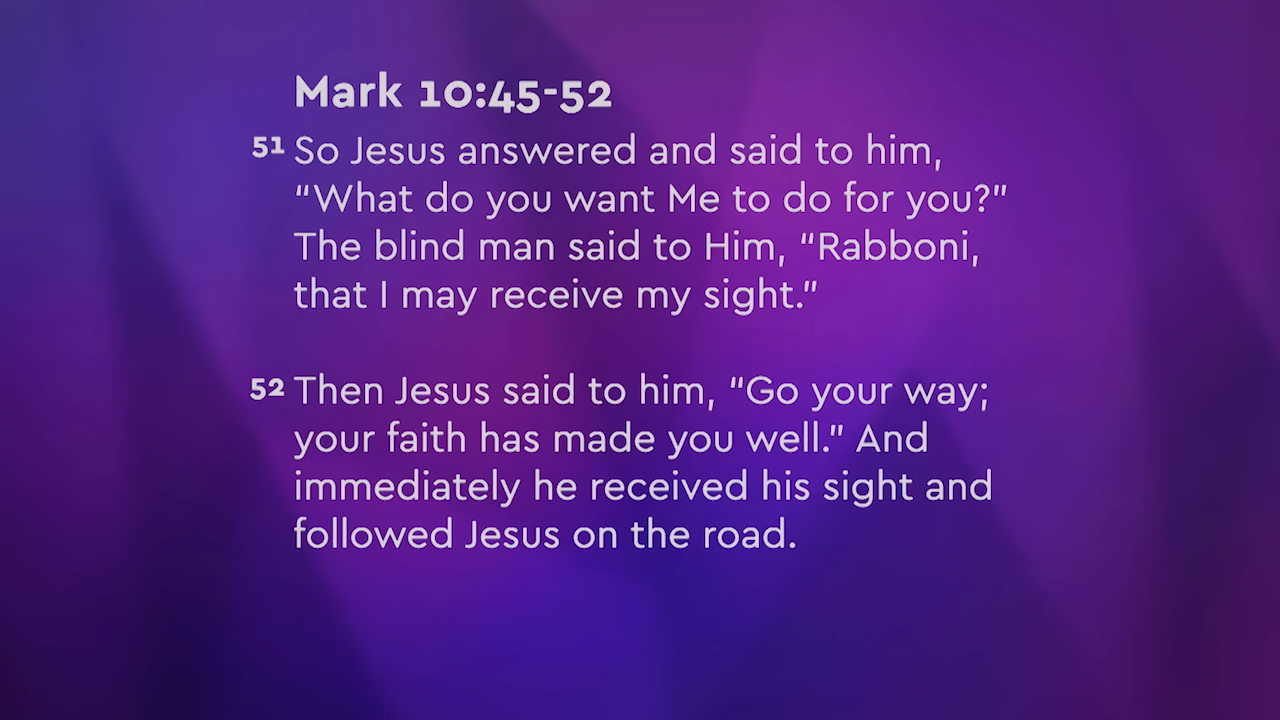 Mark 10:45-52
51 So Jesus answered and said to him,
“What do you want Me to do for you?”
The blind man said to Him, “Rabboni,
that I may receive my sight.”
52 Then Jesus said to him, “Go your way;
your faith has made you well.” And
immediately he received his sight and
followed Jesus on the road.